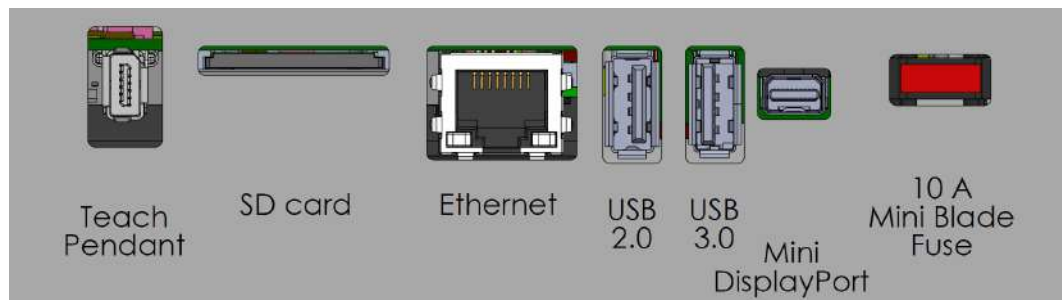 Teach
Pendant
SD card
Ethernet
USB
2.0
USB
3.0
Mini
DisplayPort
10 A
Mini Blade
Fuse